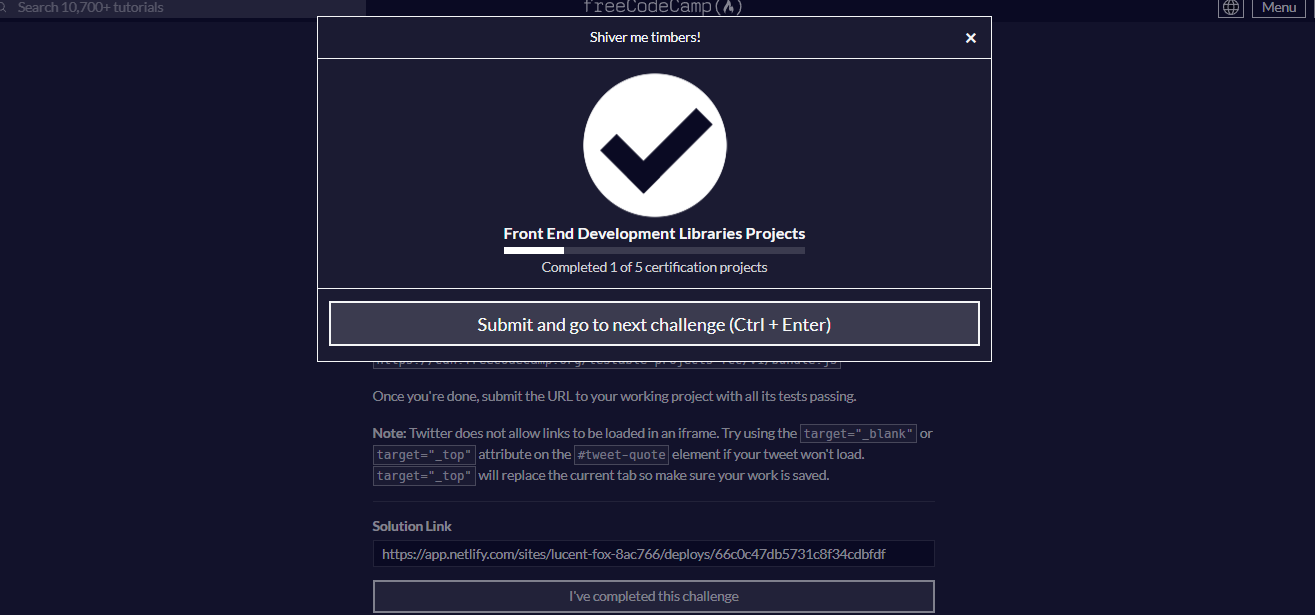 Search 10,700+ tutorials
freeCodeCamp
Menu
Shiver me timbers!
Front End Development Libraries Projects
Completed 1 of 5 certification projects
Submit and go to next challenge (Ctrl + Enter)
Once you're done, submit the URL to your working project with all its tests passing.
Note: Twitter does not allow links to be loaded in an iframe. Try using the target="_blank" or
target="_top" attribute on the #tweet-quote element if your tweet won't load.
target="_top" will replace the current tab so make sure your work is saved.
Solution Link
https://app.netlify.com/sites/lucent-fox-8ac766/deploys/66c0c47db5731c8f34cdbfdf
I've completed this challenge